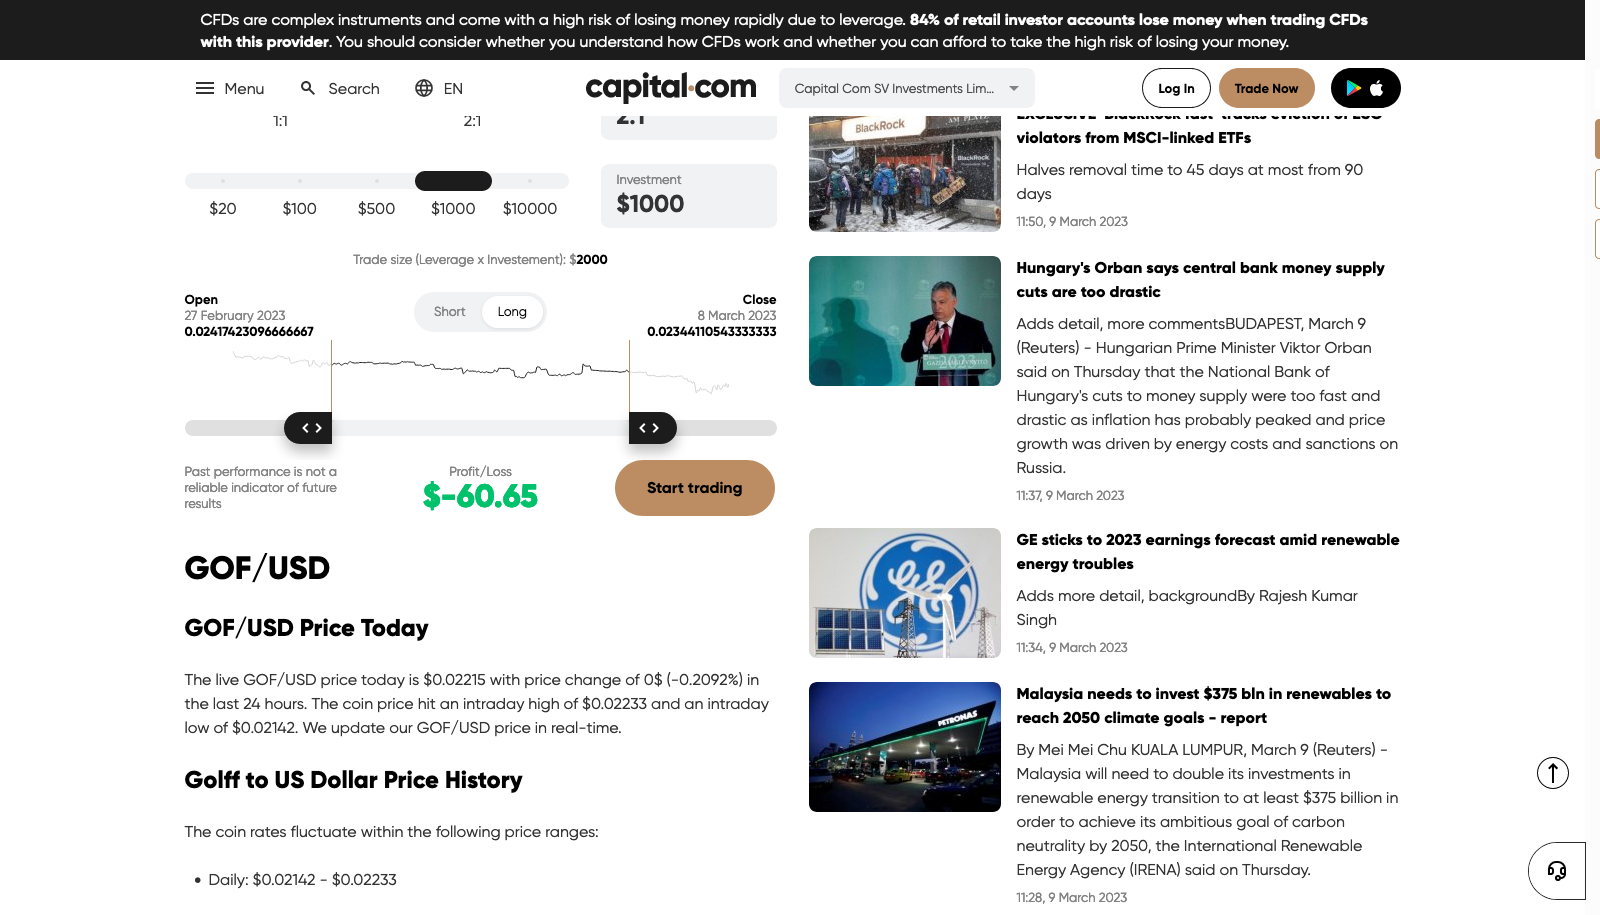 CFDs are complex instruments and come with a high risk of losing money rapidly due to leverage. 84% of retail investor accounts lose money when trading CFDs
with this provider. You should consider whether you understand how CFDs work and whether you can afford to take the high risk of losing your money.
Menu
Search
EN
capital.com
Capital Com SV Investments Lim...
Log In
Trade Now
1:1
2:1
2:1
$20
$100
$500
$1000
$10000
Investment
$1000
Trade size (Leverage x Investement): $2000
Open
27 February 2023
0.02417423096666667
Short
Long
Close
8 March 2023
0.02344110543333333
Past performance is not a
reliable indicator of future
results
Profit/Loss
$-60.65
Start trading
GOF/USD
GOF/USD Price Today
The live GOF/USD price today is $0.02215 with price change of 0$ (-0.2092%) in
the last 24 hours. The coin price hit an intraday high of $0.02233 and an intraday
low of $0.02142. We update our GOF/USD price in real-time.
Golff to US Dollar Price History
The coin rates fluctuate within the following price ranges:
Daily: $0.02142 - $0.02233
BlackRock
BlackRock
EXCLUSIVE-BlackRock fast-tracks eviction of ESG
violators from MSCI-linked ETFs
Halves removal time to 45 days at most from 90
days
11:50, 9 March 2023
Hungary's Orban says central bank money supply
cuts are too drastic
Adds detail, more commentsBUDAPEST, March 9
(Reuters) - Hungarian Prime Minister Viktor Orban
said on Thursday that the National Bank of
Hungary's cuts to money supply were too fast and
drastic as inflation has probably peaked and price
growth was driven by energy costs and sanctions on
Russia.
11:37, 9 March 2023
GE sticks to 2023 earnings forecast amid renewable
energy troubles
Adds more detail, backgroundBy Rajesh Kumar
Singh
11:34, 9 March 2023
PETRONAS
Malaysia needs to invest $375 bln in renewables to
reach 2050 climate goals - report
By Mei Mei Chu KUALA LUMPUR, March 9 (Reuters) -
Malaysia will need to double its investments in
renewable energy transition to at least $375 billion in
order to achieve its ambitious goal of carbon
neutrality by 2050, the International Renewable
Energy Agency (IRENA) said on Thursday.
11:28, 9 March 2023